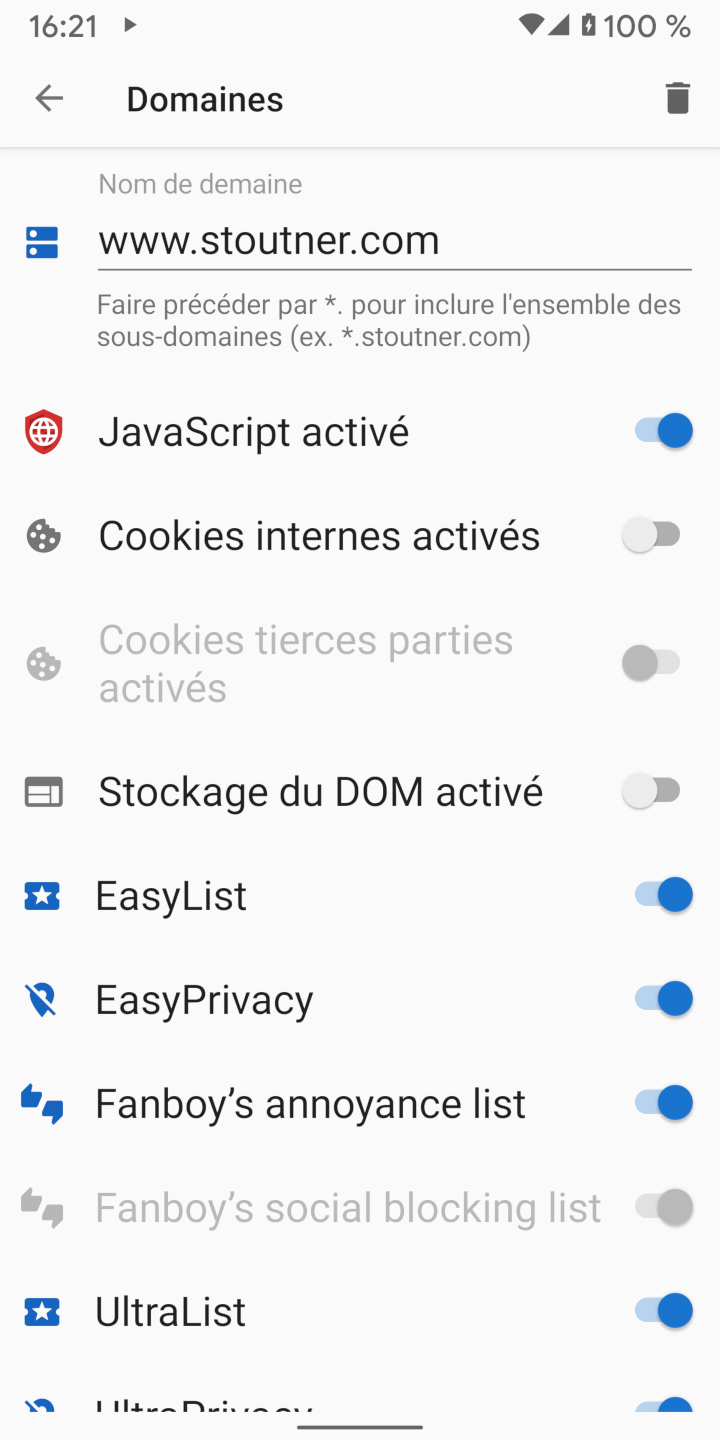 16:21
100 %
Domaines
Nom de demaine
www.stoutner.com
Faire précéder par *. pour inclure l'ensemble des
sous-domaines (ex. *.stoutner.com)
JavaScript activé
Cookies internes activés
Cookies tierces parties
activés
Stockage du DOM activé
EasyList
EasyPrivacy
Fanboy’s annoyance list
Fanboy’s social blocking list
UltraList
UltraPrivacy